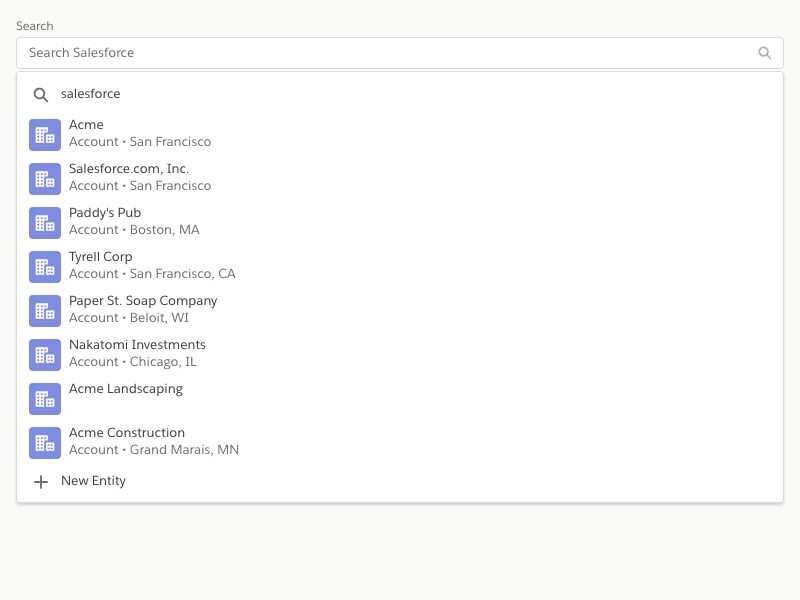 Search
Search Salesforce
salesforce
Acme
Account • San Francisco
Salesforce.com, Inc.
Account • San Francisco
Paddy's Pub
Account • Boston, MA
Tyrell Corp
Account • San Francisco, CA
Paper St. Soap Company
Account • Beloit, WI
Nakatomi Investments
Account • Chicago, IL
Acme Landscaping
Acme Construction
Account • Grand Marais, MN
New Entity